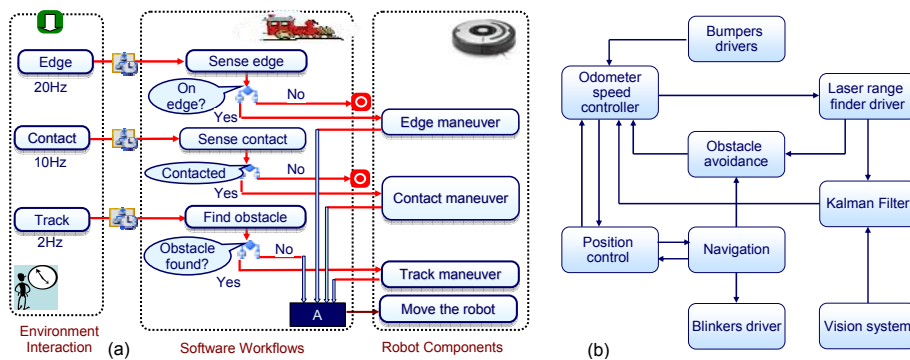 Edge
20Hz
Sense edge
On
edge?
No
Yes
Edge maneuver
Contact
10Hz
Sense contact
Contacted
No
Yes
Contact maneuver
Track
2Hz
Find obstacle
Obstacle
found?
No
Yes
Track maneuver
A
Move the robot
Environment
Interaction
(a)
Software Workflows
Robot Components
Bumpers
drivers
Odometer
speed
controller
Laser range
finder driver
Obstacle
avoidance
Kalman Filter
Position
control
Navigation
Blinkers driver
Vision system
(b)